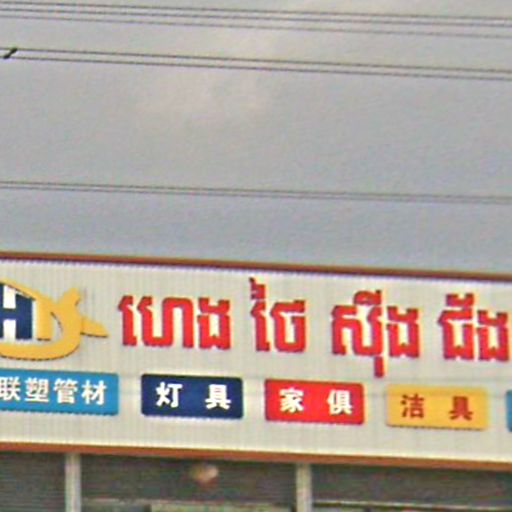 ហេង ថៃ ស៊ីង ជីង
联塑管材 灯具 家俱 洁具